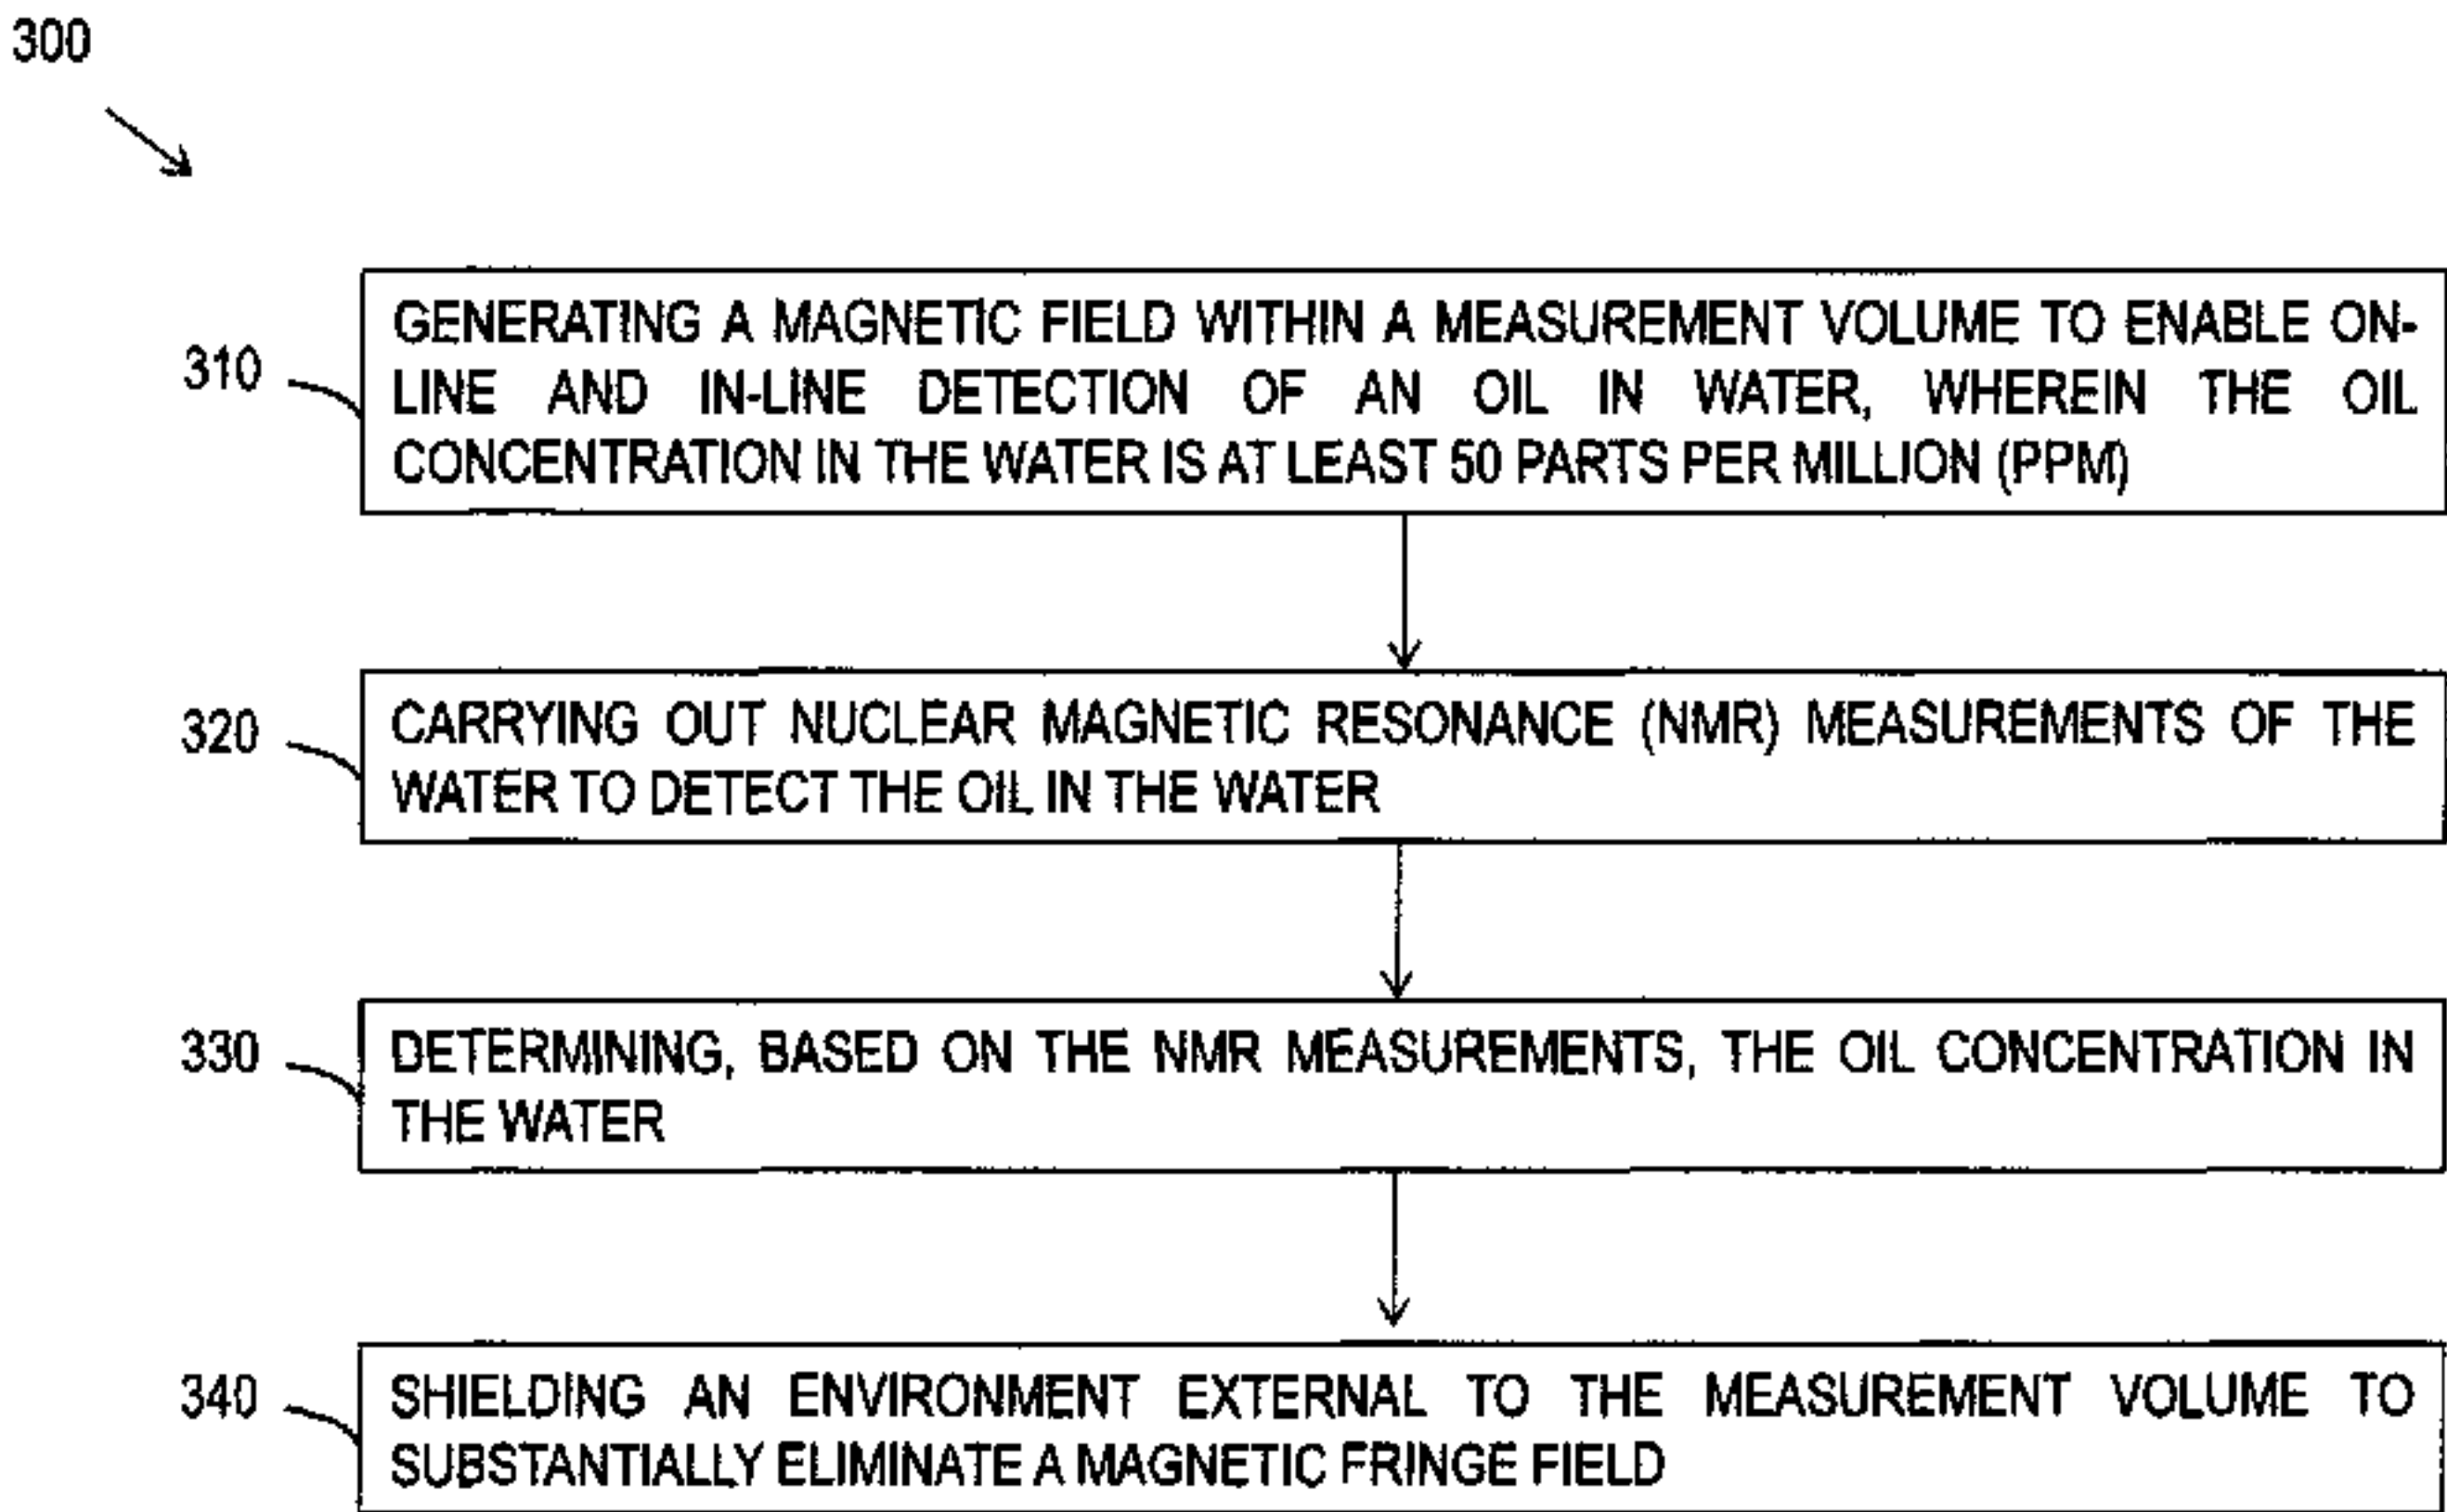 300
310
GENERATING A MAGNETIC FIELD WITHIN A MEASUREMENT VOLUME TO ENABLE ON-
LINE AND IN-LINE DETECTION OF AN OIL IN WATER, WHEREIN THE OIL
CONCENTRATION IN THE WATER IS AT LEAST 50 PARTS PER MILLION (PPM)
320
CARRYING OUT NUCLEAR MAGNETIC RESONANCE (NMR) MEASUREMENTS OF THE
WATER TO DETECT THE OIL IN THE WATER
330
DETERMINING, BASED ON THE NMR MEASUREMENTS, THE OIL CONCENTRATION IN
THE WATER
340
SHIELDING AN ENVIRONMENT EXTERNAL TO THE MEASUREMENT VOLUME TO
SUBSTANTIALLY ELIMINATE A MAGNETIC FRINGE FIELD